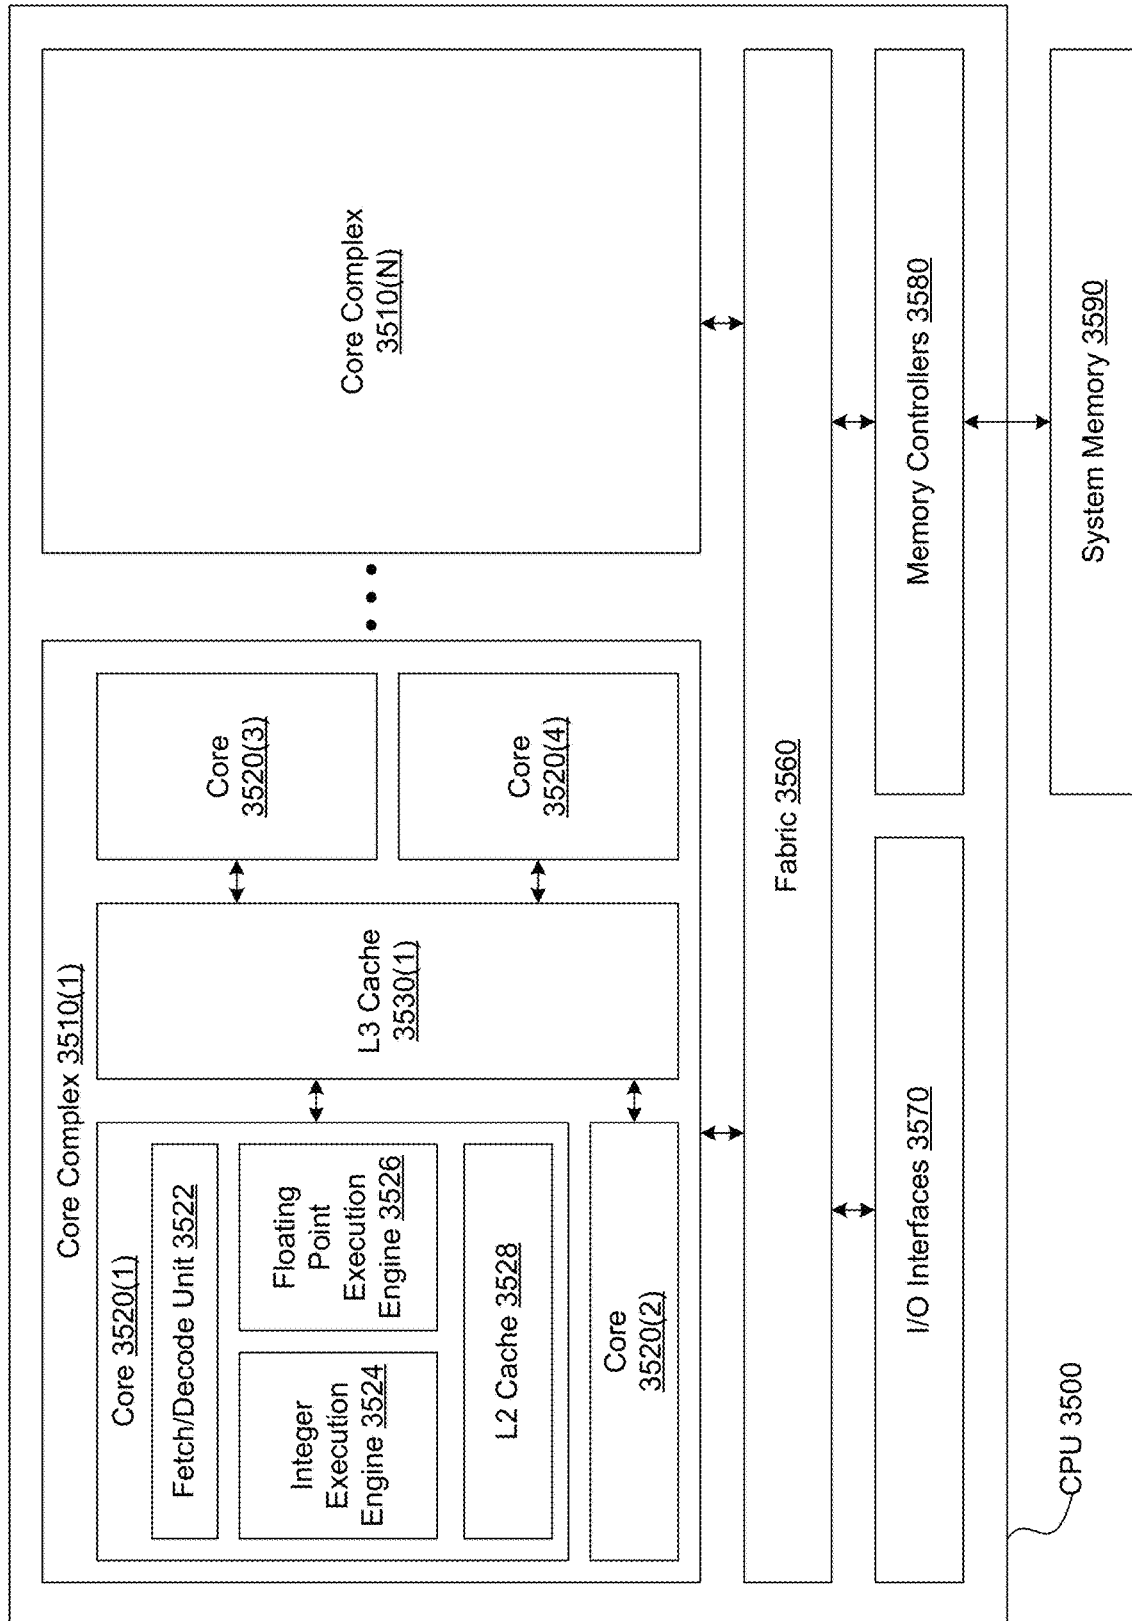 Core Complex 3510(1)
Core 3520(1)
Fetch/Decode Unit 3522
Integer
Execution
Engine 3524
Floating
Point
Execution
Engine 3526
L2 Cache 3528
Core
3520(2)
L3 Cache
3530(1)
Core
3520(3)
Core
3520(4)
Core Complex
3510(N)
Fabric 3560
I/O Interfaces 3570
Memory Controllers 3580
CPU 3500
System Memory 3590